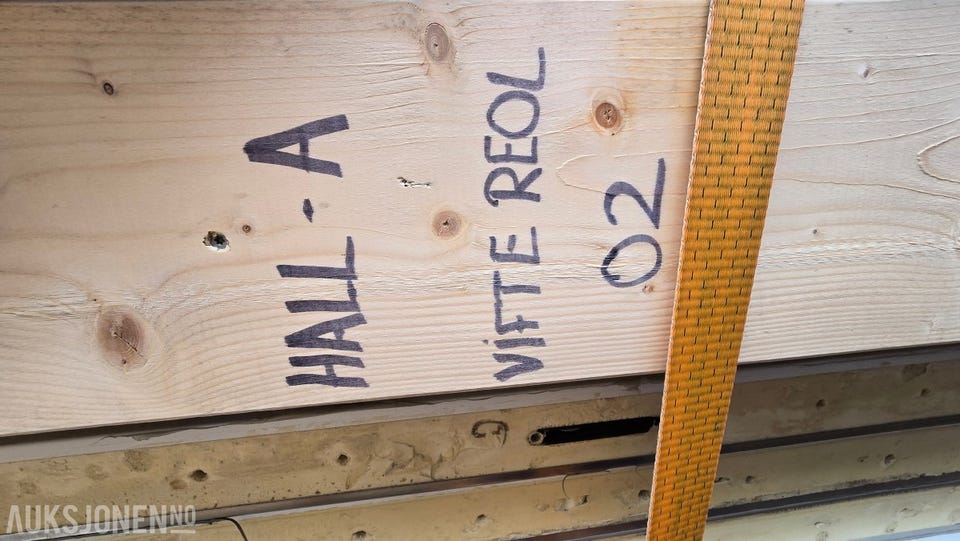 HALL - A
VIFTE REOL
02
AUKSJONEN.NO